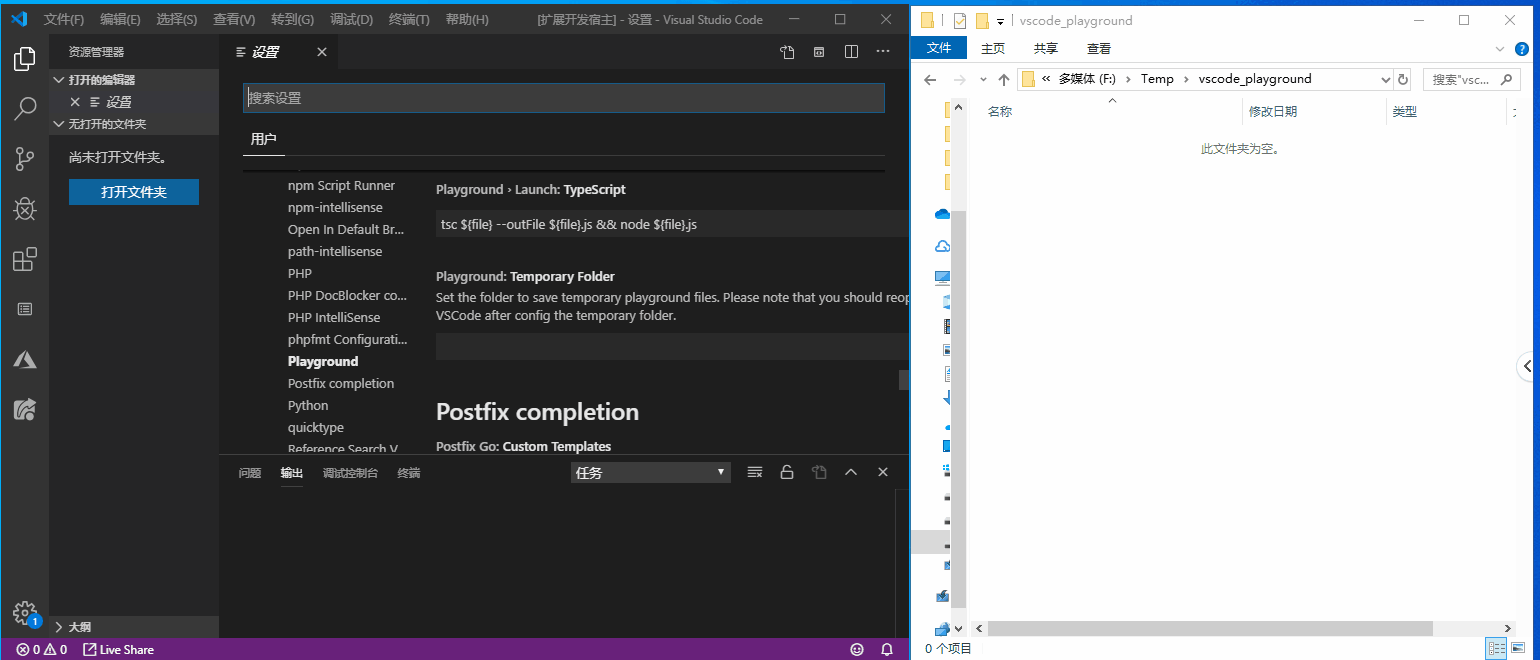 文件(F) 编辑(E) 选择(S) 查看(V) 转到(G) 调试(D) 终端(T) 帮助(H) [扩展开发宿主] - 设置 - Visual Studio Code
资源管理器
打开的编辑器
设置
无打开的文件夹
尚未打开文件夹。
打开文件夹
大纲
设置
搜索设置
用户
npm Script Runner
npm-intellisense
Open In Default Br...
path-intellisense
PHP
PHP DocBlocker co...
PHP IntelliSense
phpfmt Configurati...
Playground
Postfix completion
Python
quicktype
Reference Search V
Playground › Launch: TypeScript
tsc ${file} --outFile ${file}.js && node ${file}.js
Playground: Temporary Folder
Set the folder to save temporary playground files. Please note that you should reop
VSCode after config the temporary folder.
Postfix completion
Postfix Go: Custom Templates
问题 输出 调试控制台 终端 任务
1
0 0 Live Share
vscode_playground
文件 主页 共享 查看
« 多媒体 (F:) › Temp › vscode_playground 搜索"vsc...
名称 修改日期 类型
此文件夹为空。
0 个项目